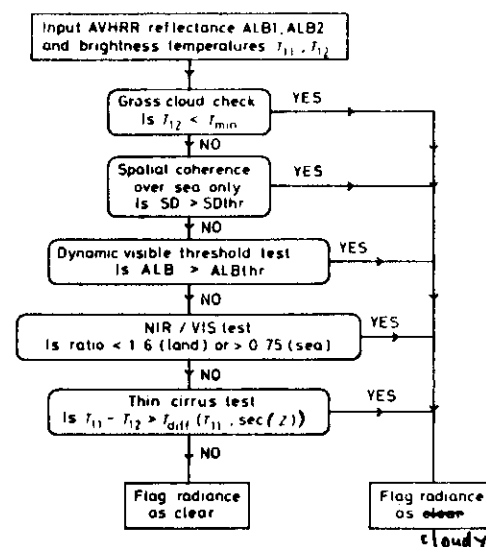 Input AVHRR reflectance ALB1, ALB2
and brightness temperatures T11, T12
Gross cloud check
Is T12 < Tmin
YES
NO
Spatial coherence
over sea only
Is SD > SDthr
YES
NO
Dynamic visible threshold test
Is ALB > ALBthr
YES
NO
NIR / VIS test
Is ratio < 1.6 (land) or > 0.75 (sea)
YES
NO
Thin cirrus test
Is T11 - T12 > Tdiff (T11, sec(Z))
YES
NO
Flag radiance
as clear
Flag radiance
as clear
cloudy